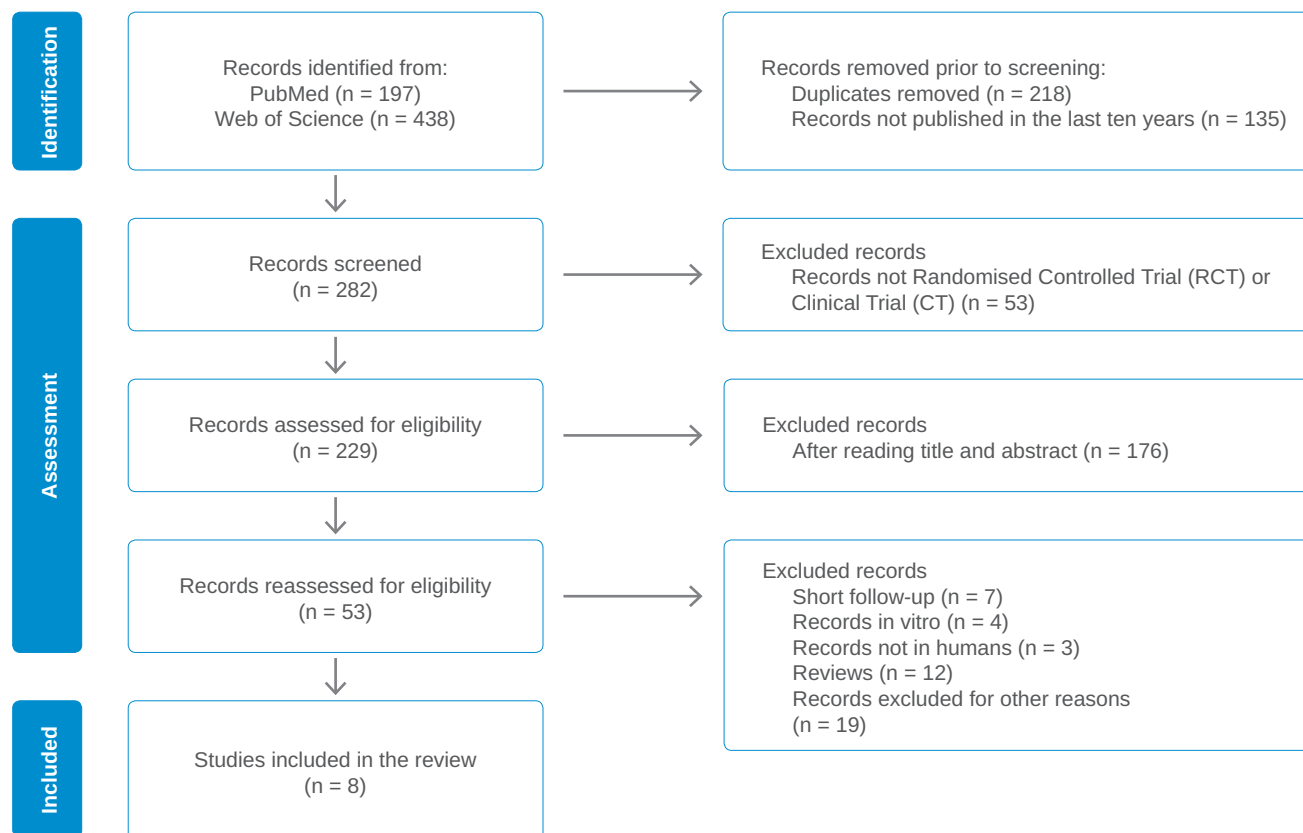 Identification
Records identified from:
PubMed (n = 197)
Web of Science (n = 438)
Records removed prior to screening:
Duplicates removed (n = 218)
Records not published in the last ten years (n = 135)
Assessment
Records screened
(n = 282)
Excluded records
Records not Randomised Controlled Trial (RCT) or
Clinical Trial (CT) (n = 53)
Records assessed for eligibility
(n = 229)
Excluded records
After reading title and abstract (n = 176)
Records reassessed for eligibility
(n = 53)
Excluded records
Short follow-up (n = 7)
Records in vitro (n = 4)
Records not in humans (n = 3)
Reviews (n = 12)
Records excluded for other reasons
(n = 19)
Included
Studies included in the review
(n = 8)